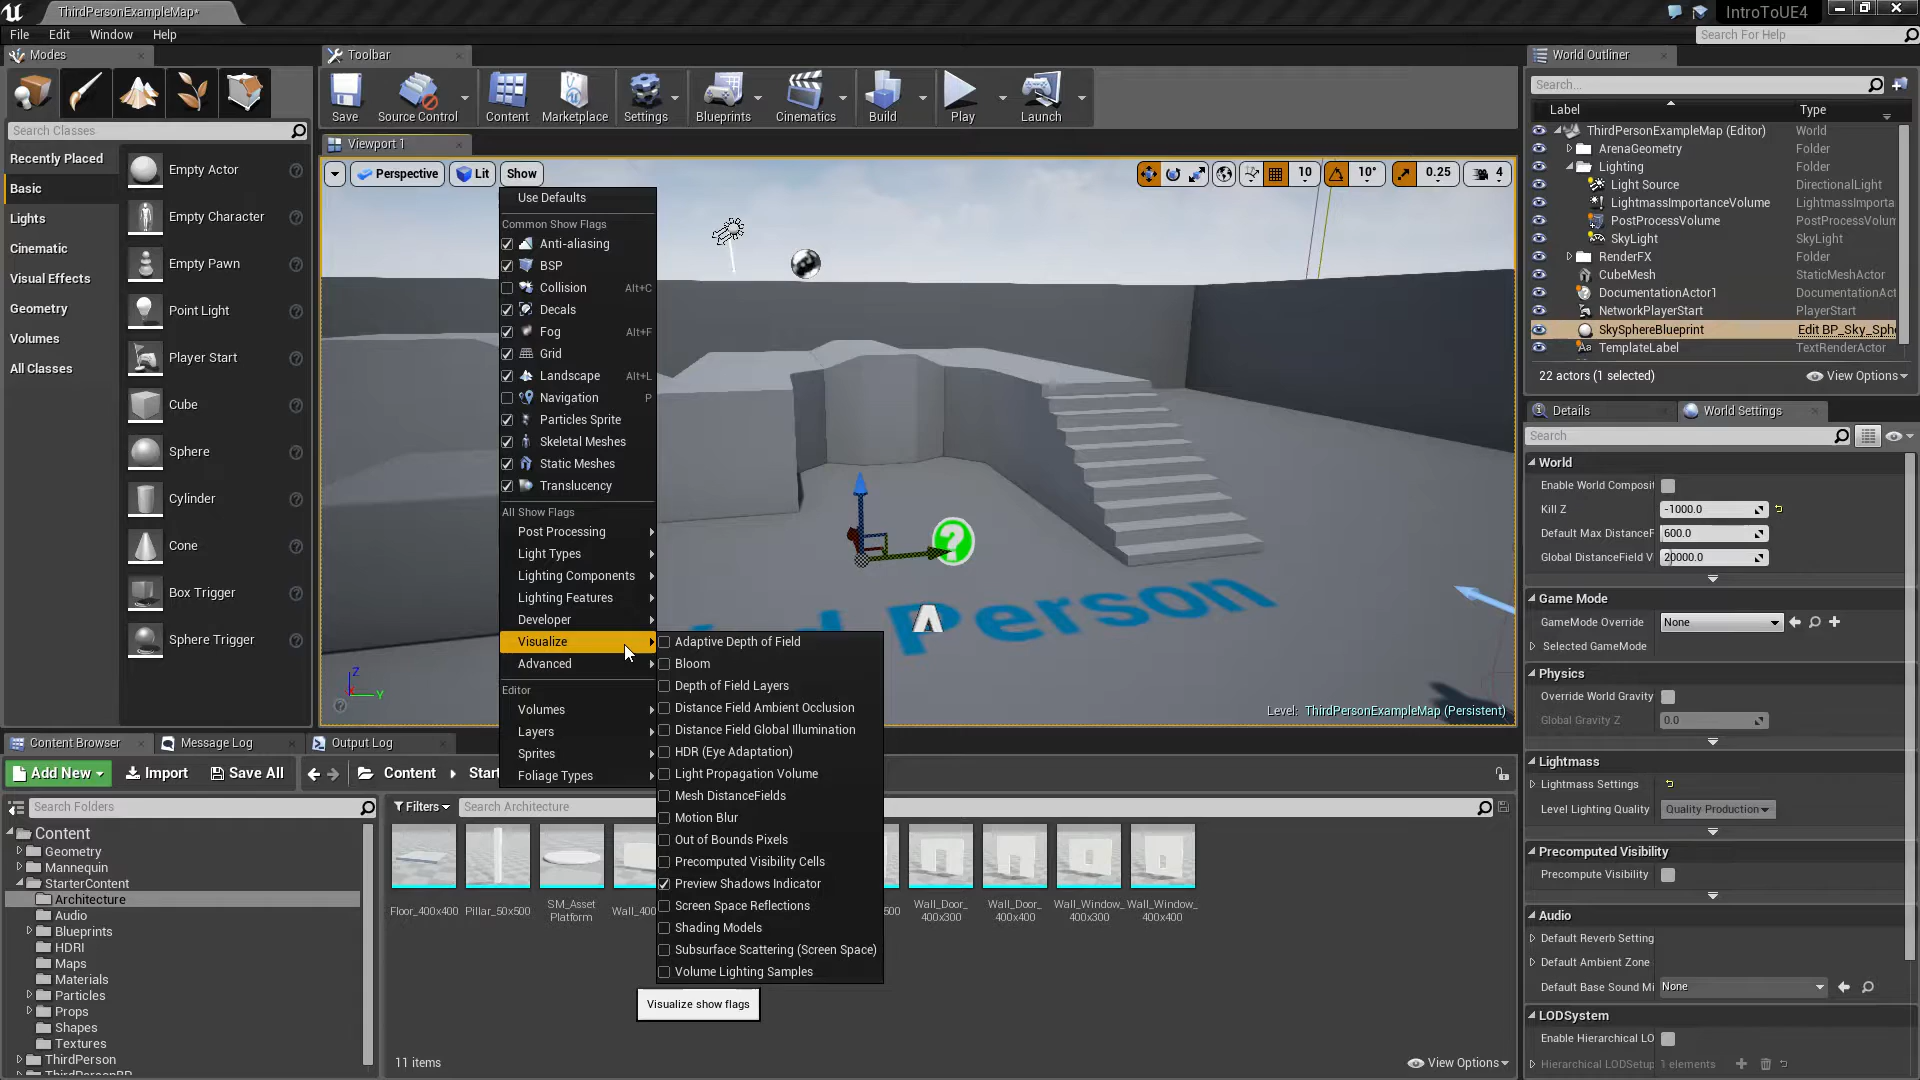 ThirdPersonExampleMap*
IntroToUE4
File Edit Window Help
Search For Help
Modes
Toolbar
World Outliner
Search...
Save
Source Control
Content
Marketplace
Settings
Blueprints
Cinematics
Build
Play
Launch
Label Type
Search Classes
Viewport 1
ThirdPersonExampleMap (Editor) World
ArenaGeometry Folder
Lighting Folder
Light Source DirectionalLight
LightmassImportanceVolume LightmassImporta
PostProcessVolume PostProcessVolum
SkyLight SkyLight
RenderFX Folder
CubeMesh StaticMeshActor
DocumentationActor1 DocumentationAct
NetworkPlayerStart PlayerStart
SkySphereBlueprint Edit BP_Sky_Sphe
TemplateLabel TextRenderActor
22 actors (1 selected)
View Options
Recently Placed
Basic
Lights
Cinematic
Visual Effects
Geometry
Volumes
All Classes
Empty Actor
Empty Character
Empty Pawn
Point Light
Player Start
Cube
Sphere
Cylinder
Cone
Box Trigger
Sphere Trigger
Perspective
Lit
Show
10
10°
0.25
4
Use Defaults
Common Show Flags
Anti-aliasing
BSP
Collision Alt+C
Decals
Fog Alt+F
Grid
Landscape Alt+L
Navigation P
Particles Sprite
Skeletal Meshes
Static Meshes
Translucency
All Show Flags
Post Processing
Light Types
Lighting Components
Lighting Features
Developer
Visualize
Advanced
Editor
Volumes
Layers
Sprites
Foliage Types
Adaptive Depth of Field
Bloom
Depth of Field Layers
Distance Field Ambient Occlusion
Distance Field Global Illumination
HDR (Eye Adaptation)
Light Propagation Volume
Mesh DistanceFields
Motion Blur
Out of Bounds Pixels
Precomputed Visibility Cells
Preview Shadows Indicator
Screen Space Reflections
Shading Models
Subsurface Scattering (Screen Space)
Volume Lighting Samples
Visualize show flags
Person
Z
X Y
Level: ThirdPersonExampleMap (Persistent)
Details
World Settings
Search
World
Enable World Composit
Kill Z -1000.0
Default Max DistanceF 600.0
Global DistanceField V 20000.0
Game Mode
GameMode Override None
Selected GameMode
Physics
Override World Gravity
Global Gravity Z 0.0
Lightmass
Lightmass Settings
Level Lighting Quality Quality Production
Precomputed Visibility
Precompute Visibility
Audio
Default Reverb Setting
Default Ambient Zone
Default Base Sound Mi None
LODSystem
Enable Hierarchical LO
Hierarchical LODSetup 1 elements
Content Browser
Message Log
Output Log
Add New
Import
Save All
Content
Start
Search Folders
Filters
Search Architecture
Content
Geometry
Mannequin
StarterContent
Architecture
Audio
Blueprints
HDRI
Maps
Materials
Particles
Props
Shapes
Textures
ThirdPerson
ThirdPersonBP
Floor_400x400
Pillar_50x500
SM_Asset
Platform
Wall_400
500
Wall_Door_
400x300
Wall_Door_
400x400
Wall_Window_
400x300
Wall_Window_
400x400
11 items
View Options